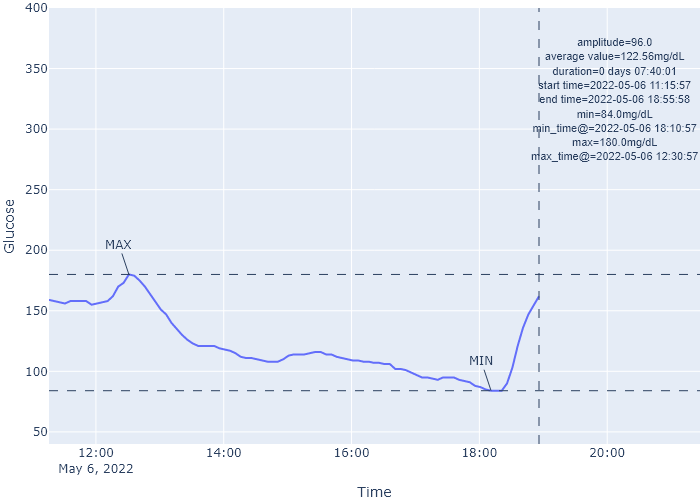 400
350
300
250
200
150
100
50
Glucose
amplitude=96.0
average value=122.56mg/dL
duration=0 days 07:40:01
start time=2022-05-06 11:15:57
end time=2022-05-06 18:55:58
min=84.0mg/dL
min_time@=2022-05-06 18:10:57
max=180.0mg/dL
max_time@=2022-05-06 12:30:57
MAX
MIN
12:00 14:00 16:00 18:00 20:00
May 6, 2022
Time